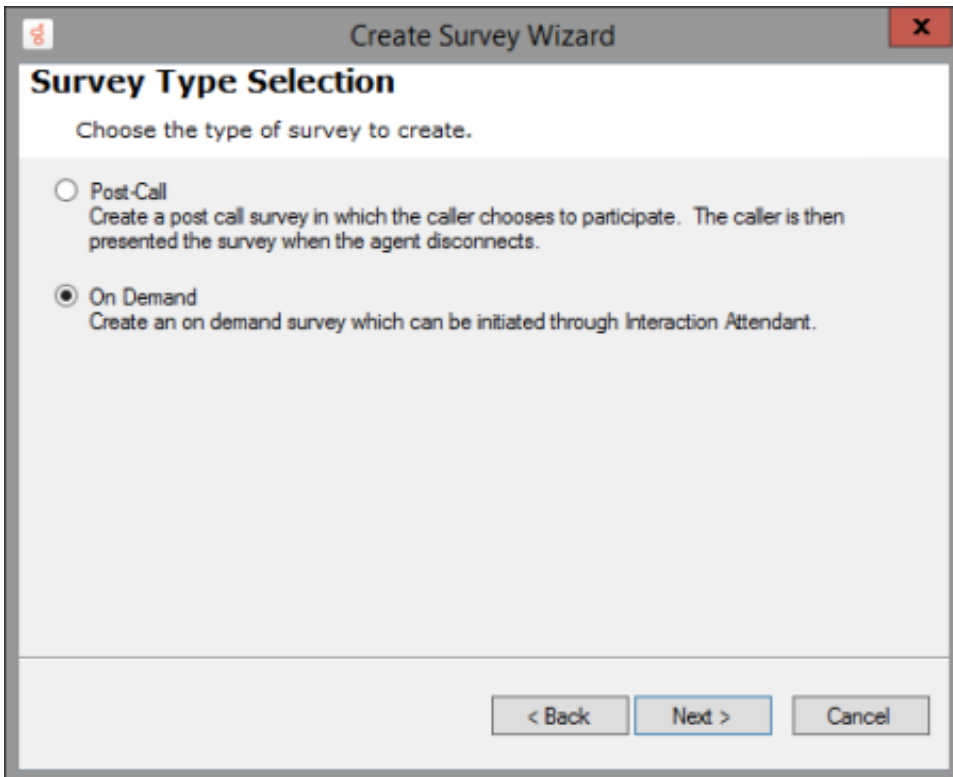 Create Survey Wizard
X
Survey Type Selection
Choose the type of survey to create.
Post-Call
Create a post call survey in which the caller chooses to participate.  The caller is then
presented the survey when the agent disconnects.
On Demand
Create an on demand survey which can be initiated through Interaction Attendant.
< Back
Next >
Cancel